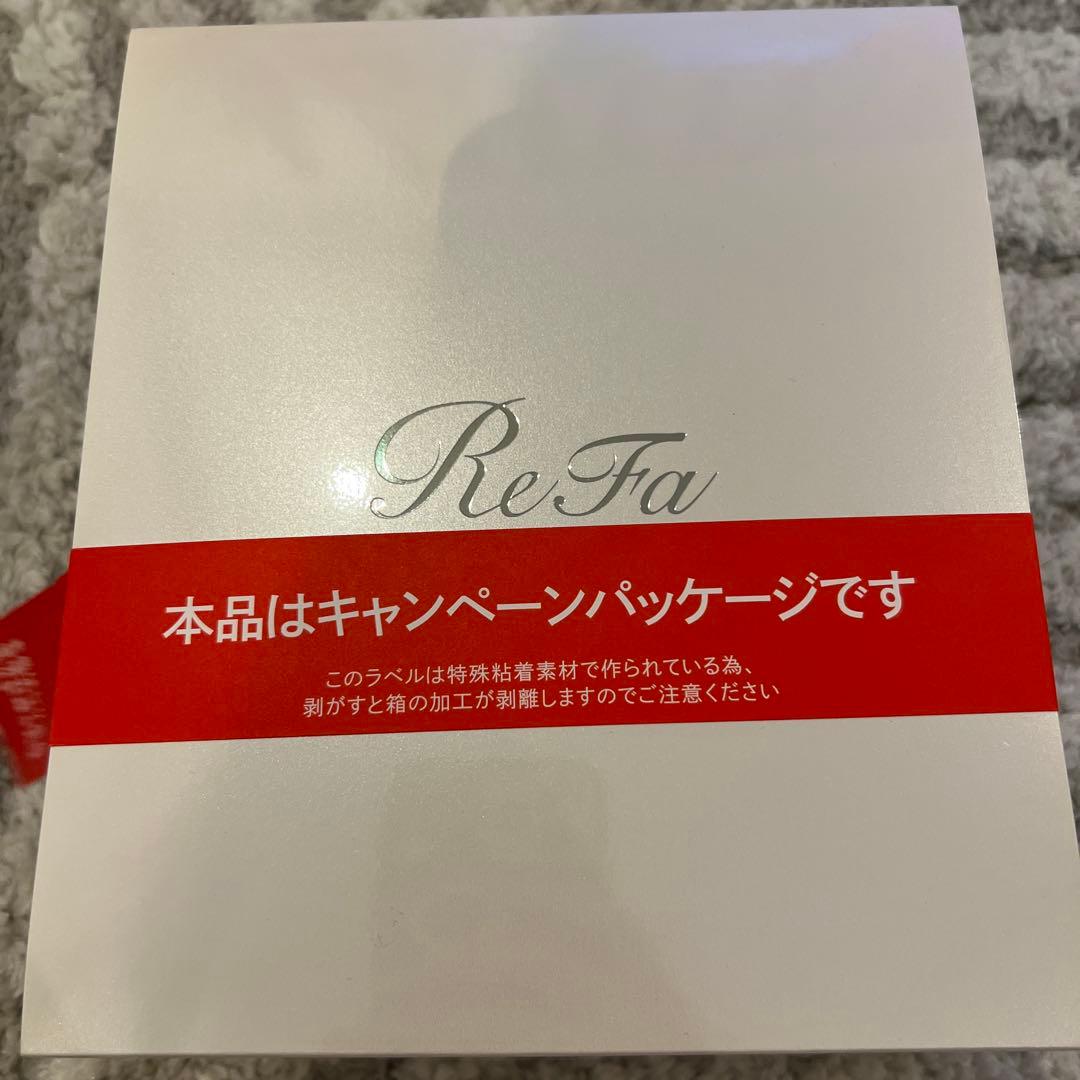 ReFa
本品はキャンペーンパッケージです
このラベルは特殊粘着素材で作られている為、
剥がすと箱の加工が剥離しますのでご注意ください